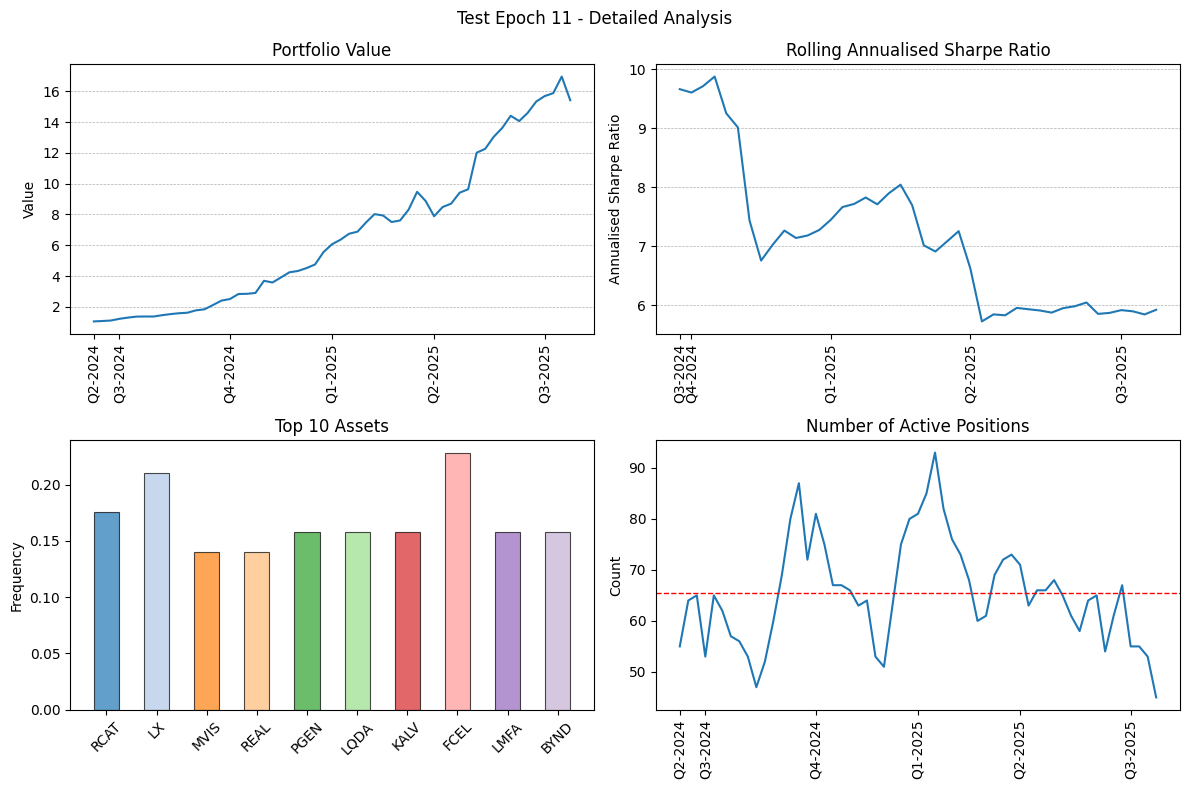 Test Epoch 11 - Detailed Analysis
Portfolio Value
Value
16
14
12
10
8
6
4
2
Q2-2024
Q3-2024
Q4-2024
Q1-2025
Q2-2025
Q3-2025
Rolling Annualised Sharpe Ratio
Annualised Sharpe Ratio
10
9
8
7
6
Q3-2024
Q4-2024
Q1-2025
Q2-2025
Q3-2025
Top 10 Assets
Frequency
0.20
0.15
0.10
0.05
0.00
RCAT
LX
MVIS
REAL
PGEN
LQDA
KALV
FCEL
LMFA
BYND
Number of Active Positions
Count
90
80
70
60
50
Q2-2024
Q3-2024
Q4-2024
Q1-2025
Q2-2025
Q3-2025